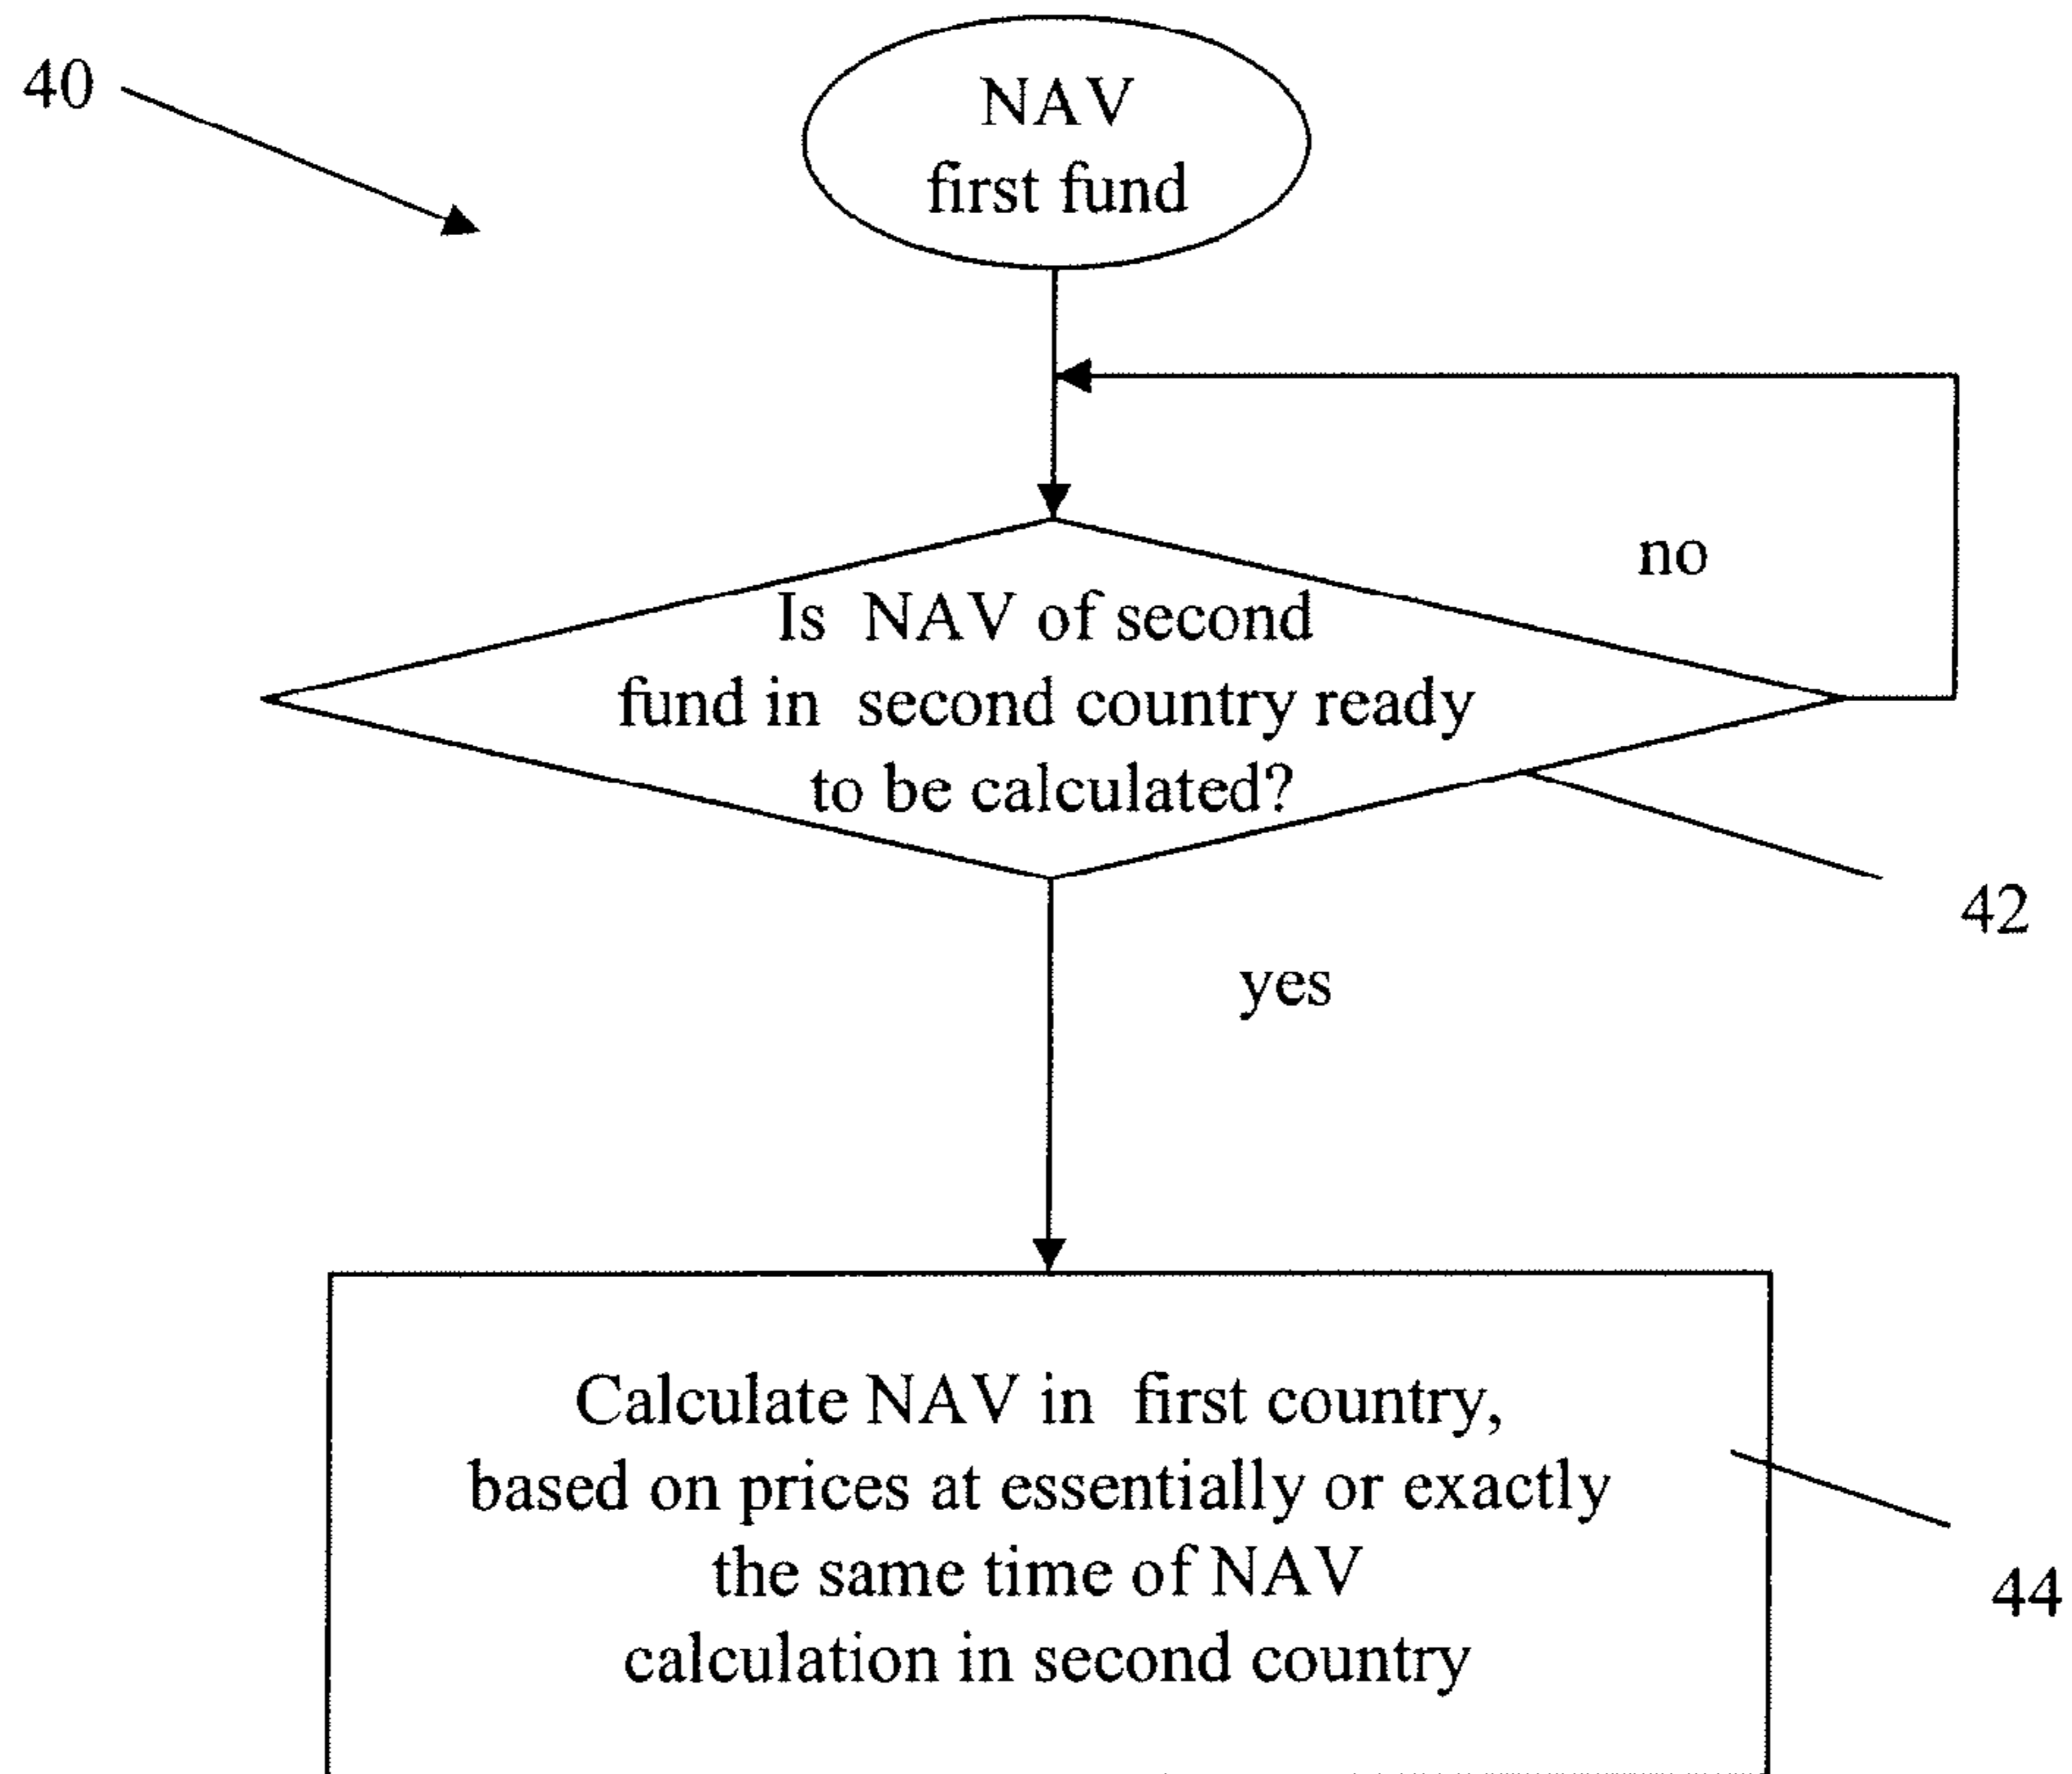 40
NAV
first fund
no
Is NAV of second
fund in second country ready
to be calculated?
42
yes
Calculate NAV in first country,
based on prices at essentially or exactly
the same time of NAV
calculation in second country
44